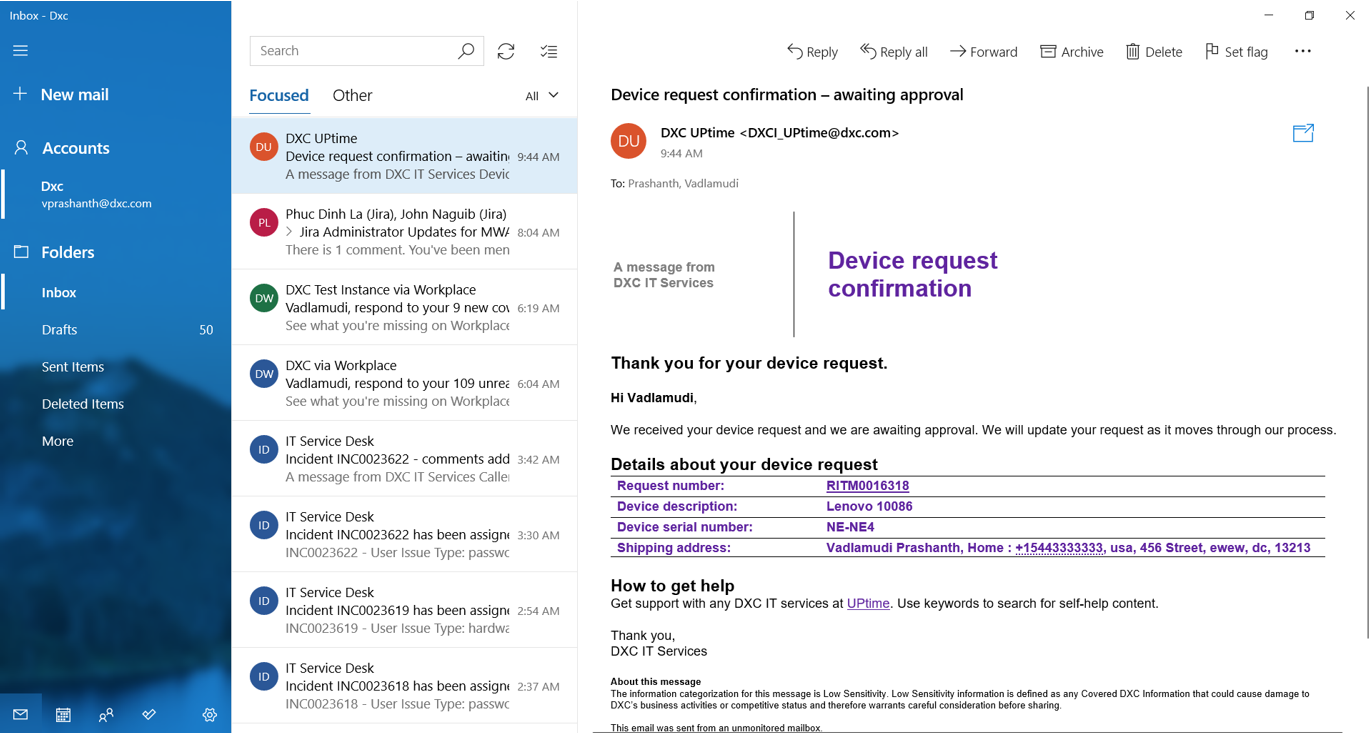 Inbox - Dxc
New mail
Accounts
Dxc
vprashanth@dxc.com
Folders
Inbox
Drafts 50
Sent Items
Deleted Items
More
Search
Focused Other All
DU
DXC UPtime
Device request confirmation – awaitin 9:44 AM
A message from DXC IT Services Devic
PL
Phuc Dinh La (Jira), John Naguib (Jira)
Jira Administrator Updates for MWA 8:04 AM
There is 1 comment. You've been men
DW
DXC Test Instance via Workplace
Vadlamudi, respond to your 9 new cov 6:19 AM
See what you're missing on Workplace
DW
DXC via Workplace
Vadlamudi, respond to your 109 unrea 6:04 AM
See what you're missing on Workplace
ID
IT Service Desk
Incident INC0023622 - comments add 3:42 AM
A message from DXC IT Services Caller
ID
IT Service Desk
Incident INC0023622 has been assigne 3:30 AM
INC0023622 - User Issue Type: passwo
ID
IT Service Desk
Incident INC0023619 has been assigne 2:54 AM
INC0023619 - User Issue Type: hardwa
ID
IT Service Desk
Incident INC0023618 has been assigne 2:37 AM
INC0023618 - User Issue Type: passwo
Reply Reply all Forward Archive Delete Set flag
Device request confirmation – awaiting approval
DU
DXC UPtime <DXCI_UPtime@dxc.com>
9:44 AM
To: Prashanth, Vadlamudi
A message from
DXC IT Services
Device request
confirmation
Thank you for your device request.
Hi Vadlamudi,
We received your device request and we are awaiting approval. We will update your request as it moves through our process.
Details about your device request
Request number: RITM0016318
Device description: Lenovo 10086
Device serial number: NE-NE4
Shipping address: Vadlamudi Prashanth, Home : +15443333333, usa, 456 Street, ewew, dc, 13213
How to get help
Get support with any DXC IT services at UPtime. Use keywords to search for self-help content.
Thank you,
DXC IT Services
About this message
The information categorization for this message is Low Sensitivity. Low Sensitivity information is defined as any Covered DXC Information that could cause damage to
DXC's business activities or competitive status and therefore warrants careful consideration before sharing.
This email was sent from an unmonitored mailbox.